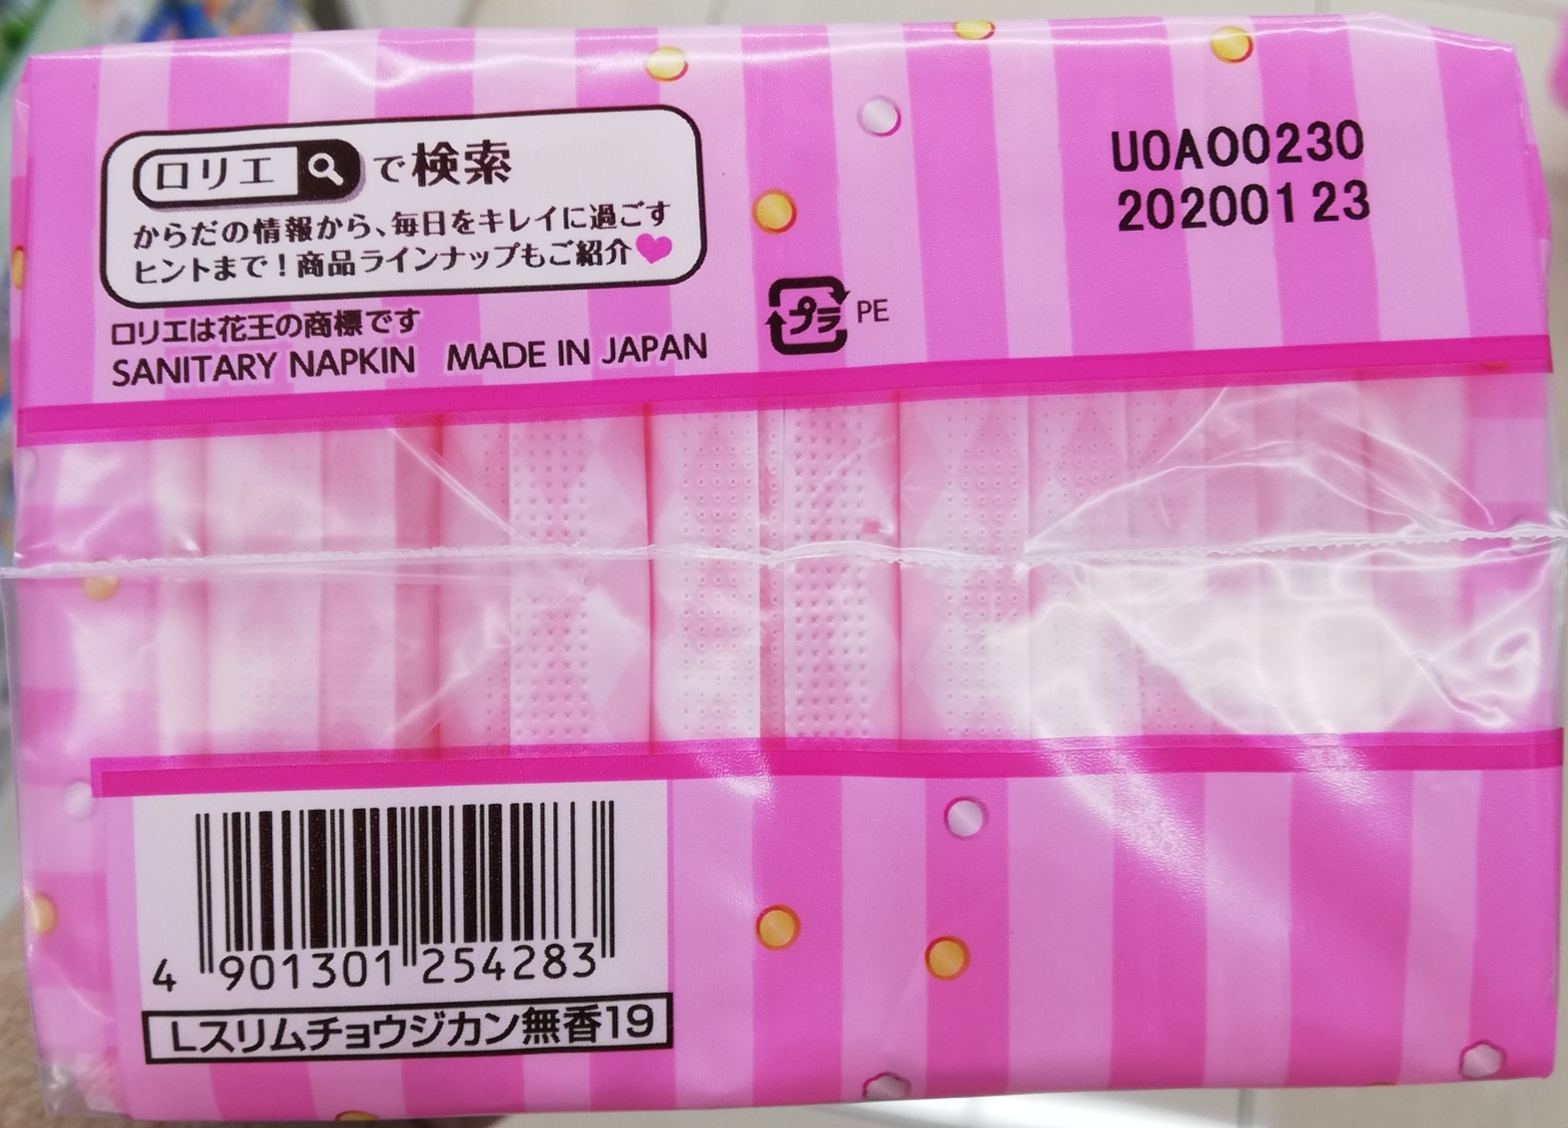 ロリエ で検索
からだの情報から、毎日をキレイに過ごす
ヒントまで！商品ラインナップもご紹介
ロリエは花王の商標です
SANITARY NAPKIN MADE IN JAPAN
プラ PE
U0A00230
20200123
4 901301 254283
Lスリムチョウジカン無香19